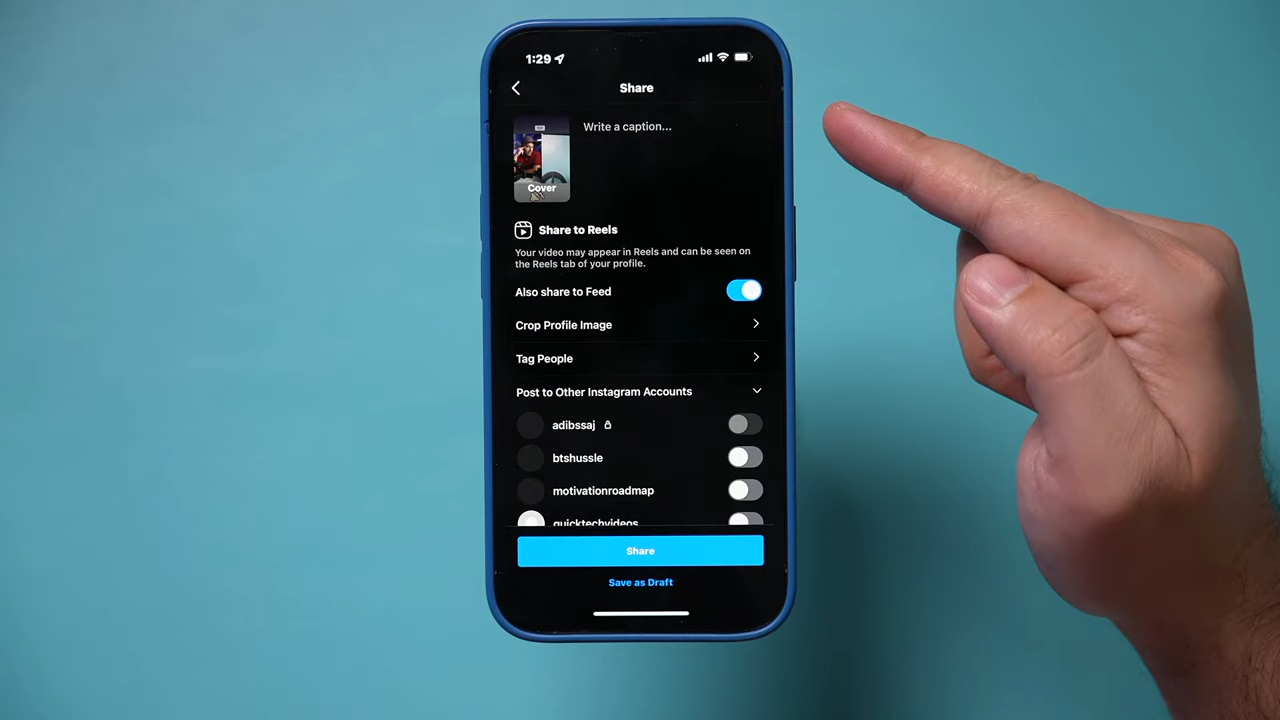 1:29
Share
Write a caption...
Cover
Share to Reels
Your video may appear in Reels and can be seen on
the Reels tab of your profile.
Also share to Feed
Crop Profile Image
Tag People
Post to Other Instagram Accounts
adibssaj
btshussle
motivationroadmap
quicktechvideos
Share
Save as Draft